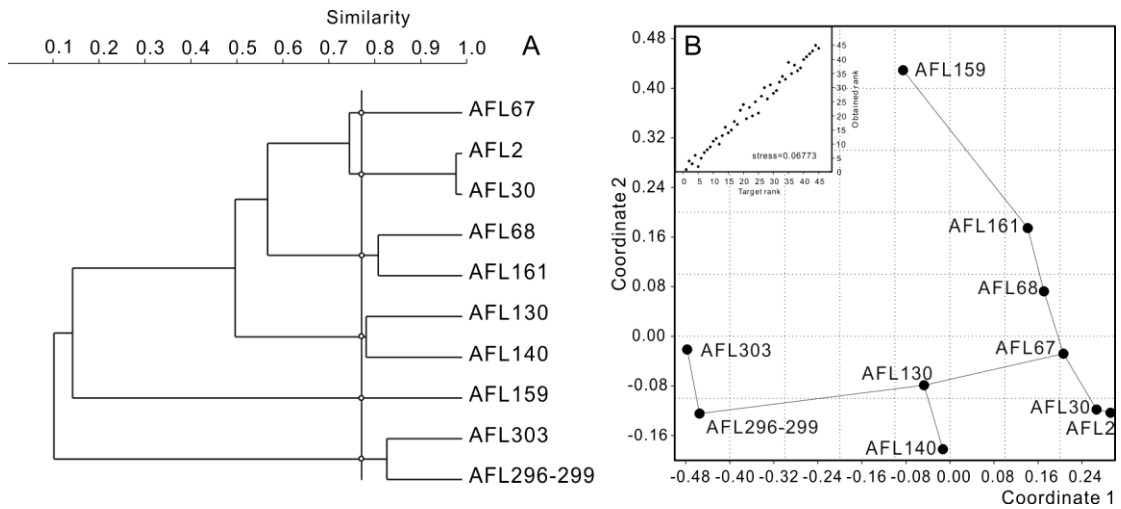 Similarity
A
0.1 0.2 0.3 0.4 0.5 0.6 0.7 0.8 0.9 1.0
AFL67
AFL2
AFL30
AFL68
AFL161
AFL130
AFL140
AFL159
AFL303
AFL296-299
B
Coordinate 2
0.48
0.40
0.32
0.24
0.16
0.08
0.00
-0.08
-0.16
45
40
35
30
25
20
15
10
5
0
Obtained rank
stress=0.06773
0 5 10 15 20 25 30 35 40 45
Target rank
AFL159
AFL161
AFL68
AFL67
AFL303
AFL130
AFL30
AFL2
AFL296-299
AFL140
-0.48 -0.40 -0.32 -0.24 -0.16 -0.08 0.00 0.08 0.16 0.24
Coordinate 1